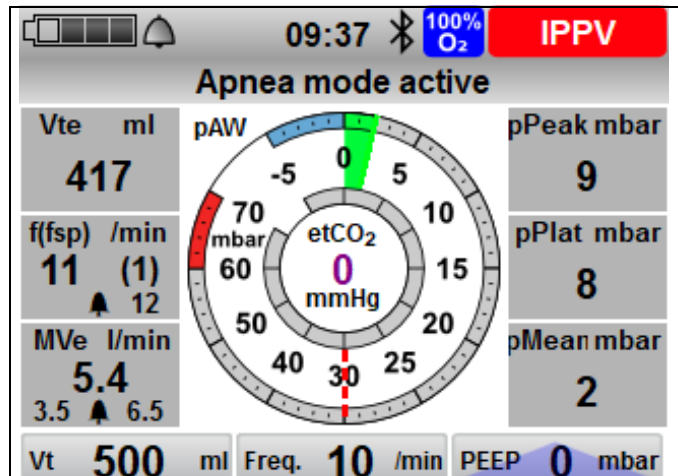 09:37 100% O₂ IPPV
Apnea mode active
Vte ml
417
f(fsp) /min
11 (1)
12
MVe l/min
5.4
3.5 6.5
pAW
-5
0
5
10
15
20
25
30
40
50
60
70
mbar
etCO₂
0
mmHg
pPeak mbar
9
pPlat mbar
8
pMean mbar
2
Vt 500 ml Freq. 10 /min PEEP 0 mbar